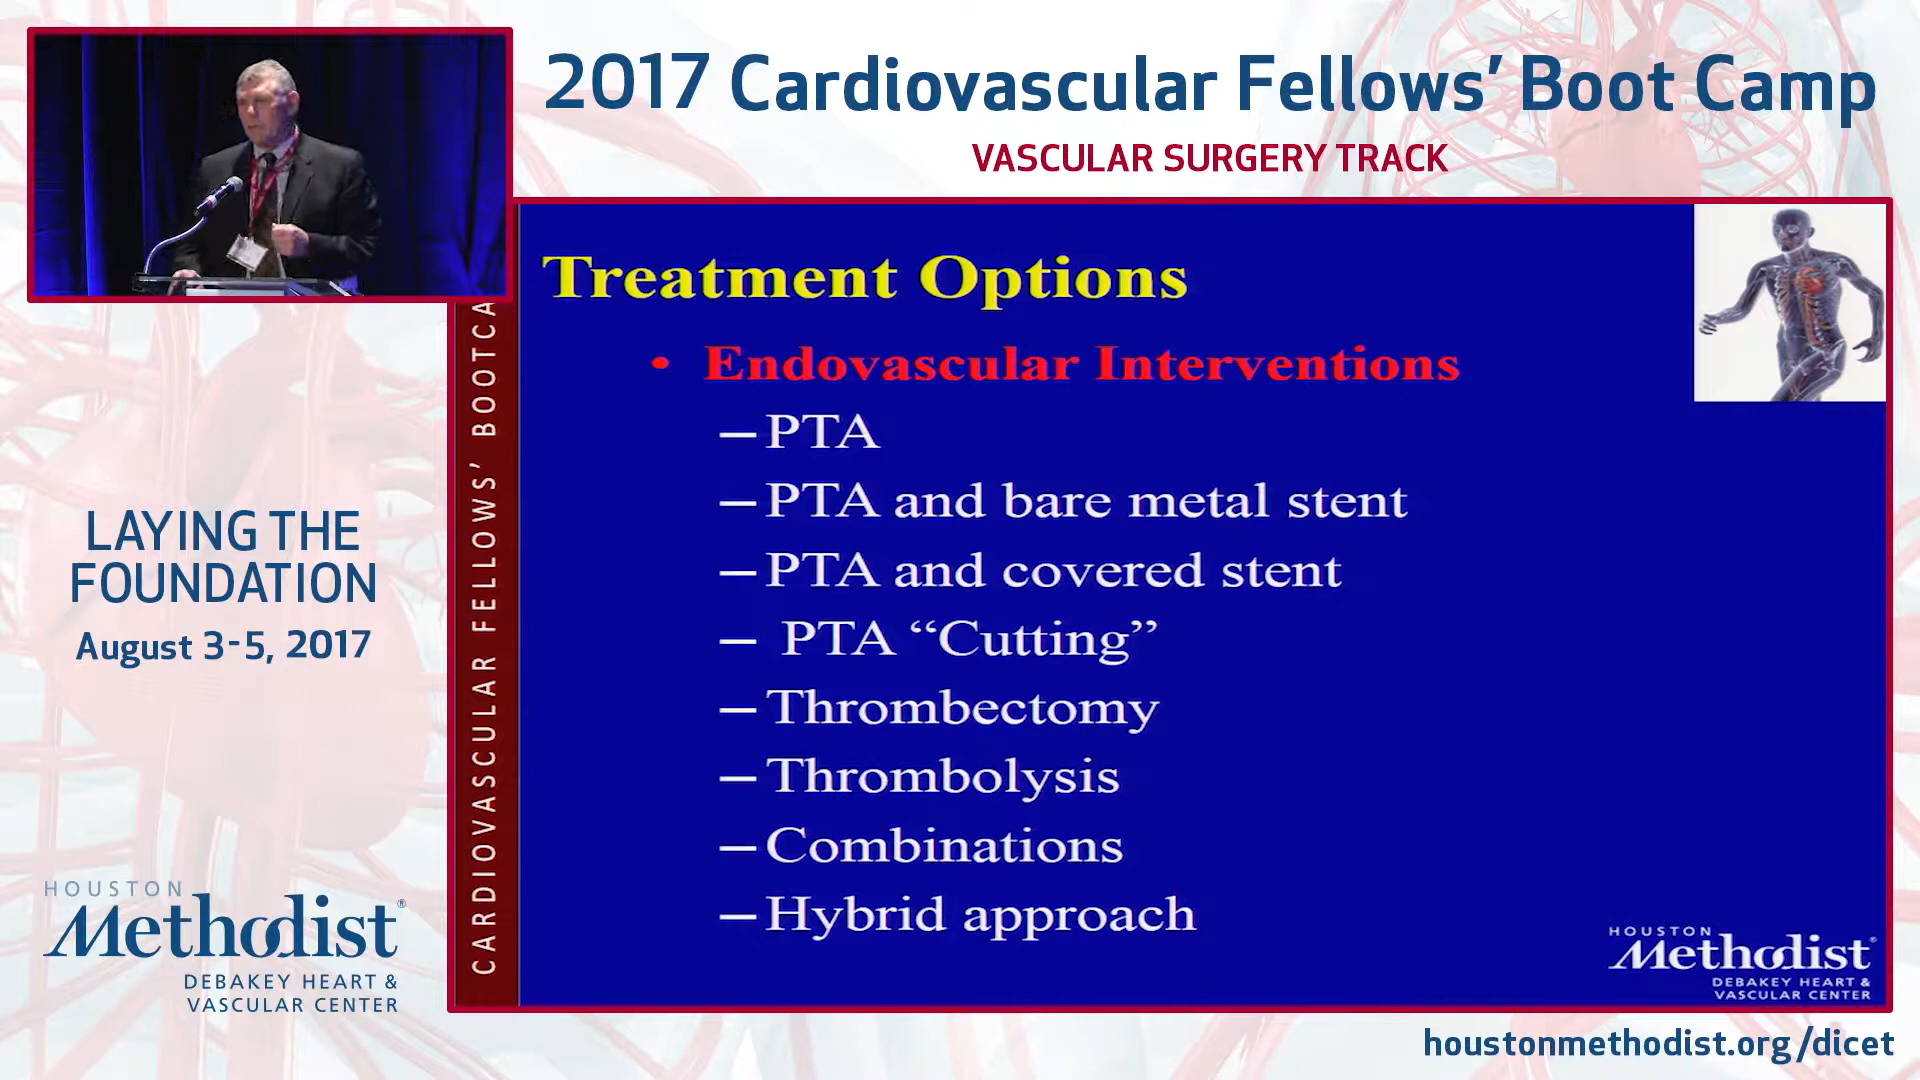 2017 Cardiovascular Fellows’ Boot Camp
VASCULAR SURGERY TRACK
Treatment Options
• Endovascular Interventions
– PTA
– PTA and bare metal stent
– PTA and covered stent
– PTA “Cutting”
– Thrombectomy
– Thrombolysis
– Combinations
– Hybrid approach
CARDIOVASCULAR FELLOWS’ BOOTCA
LAYING THE
FOUNDATION
August 3-5, 2017
HOUSTON
Methodist®
DEBAKEY HEART &
VASCULAR CENTER
HOUSTON
Methodist®
DEBAKEY HEART &
VASCULAR CENTER
houstonmethodist.org/dicet